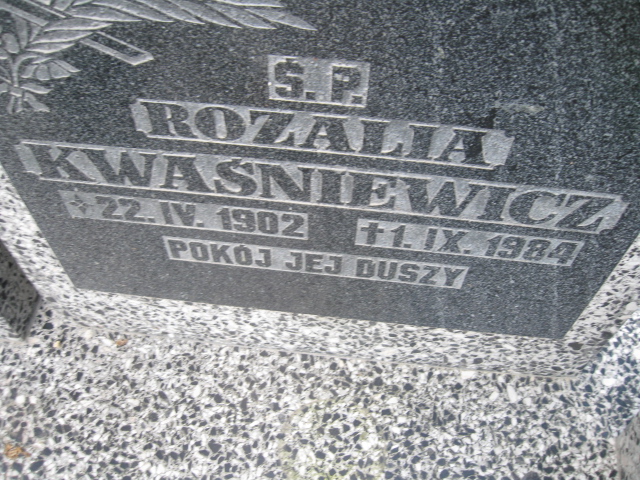 Ś. P.
ROZALIA
KWAŚNIEWICZ
* 22. IV. 1902 † 1. IX. 1984
POKÓJ JEJ DUSZY